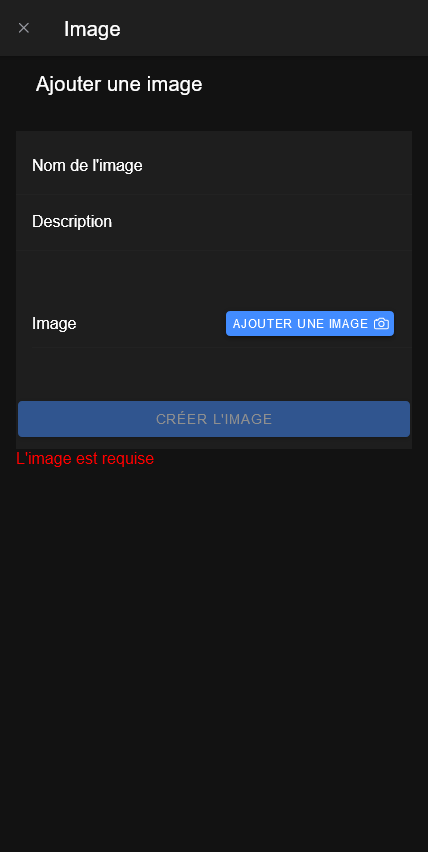 Image
Ajouter une image
Nom de l'image
Description
Image
AJOUTER UNE IMAGE
CRÉER L'IMAGE
L'image est requise